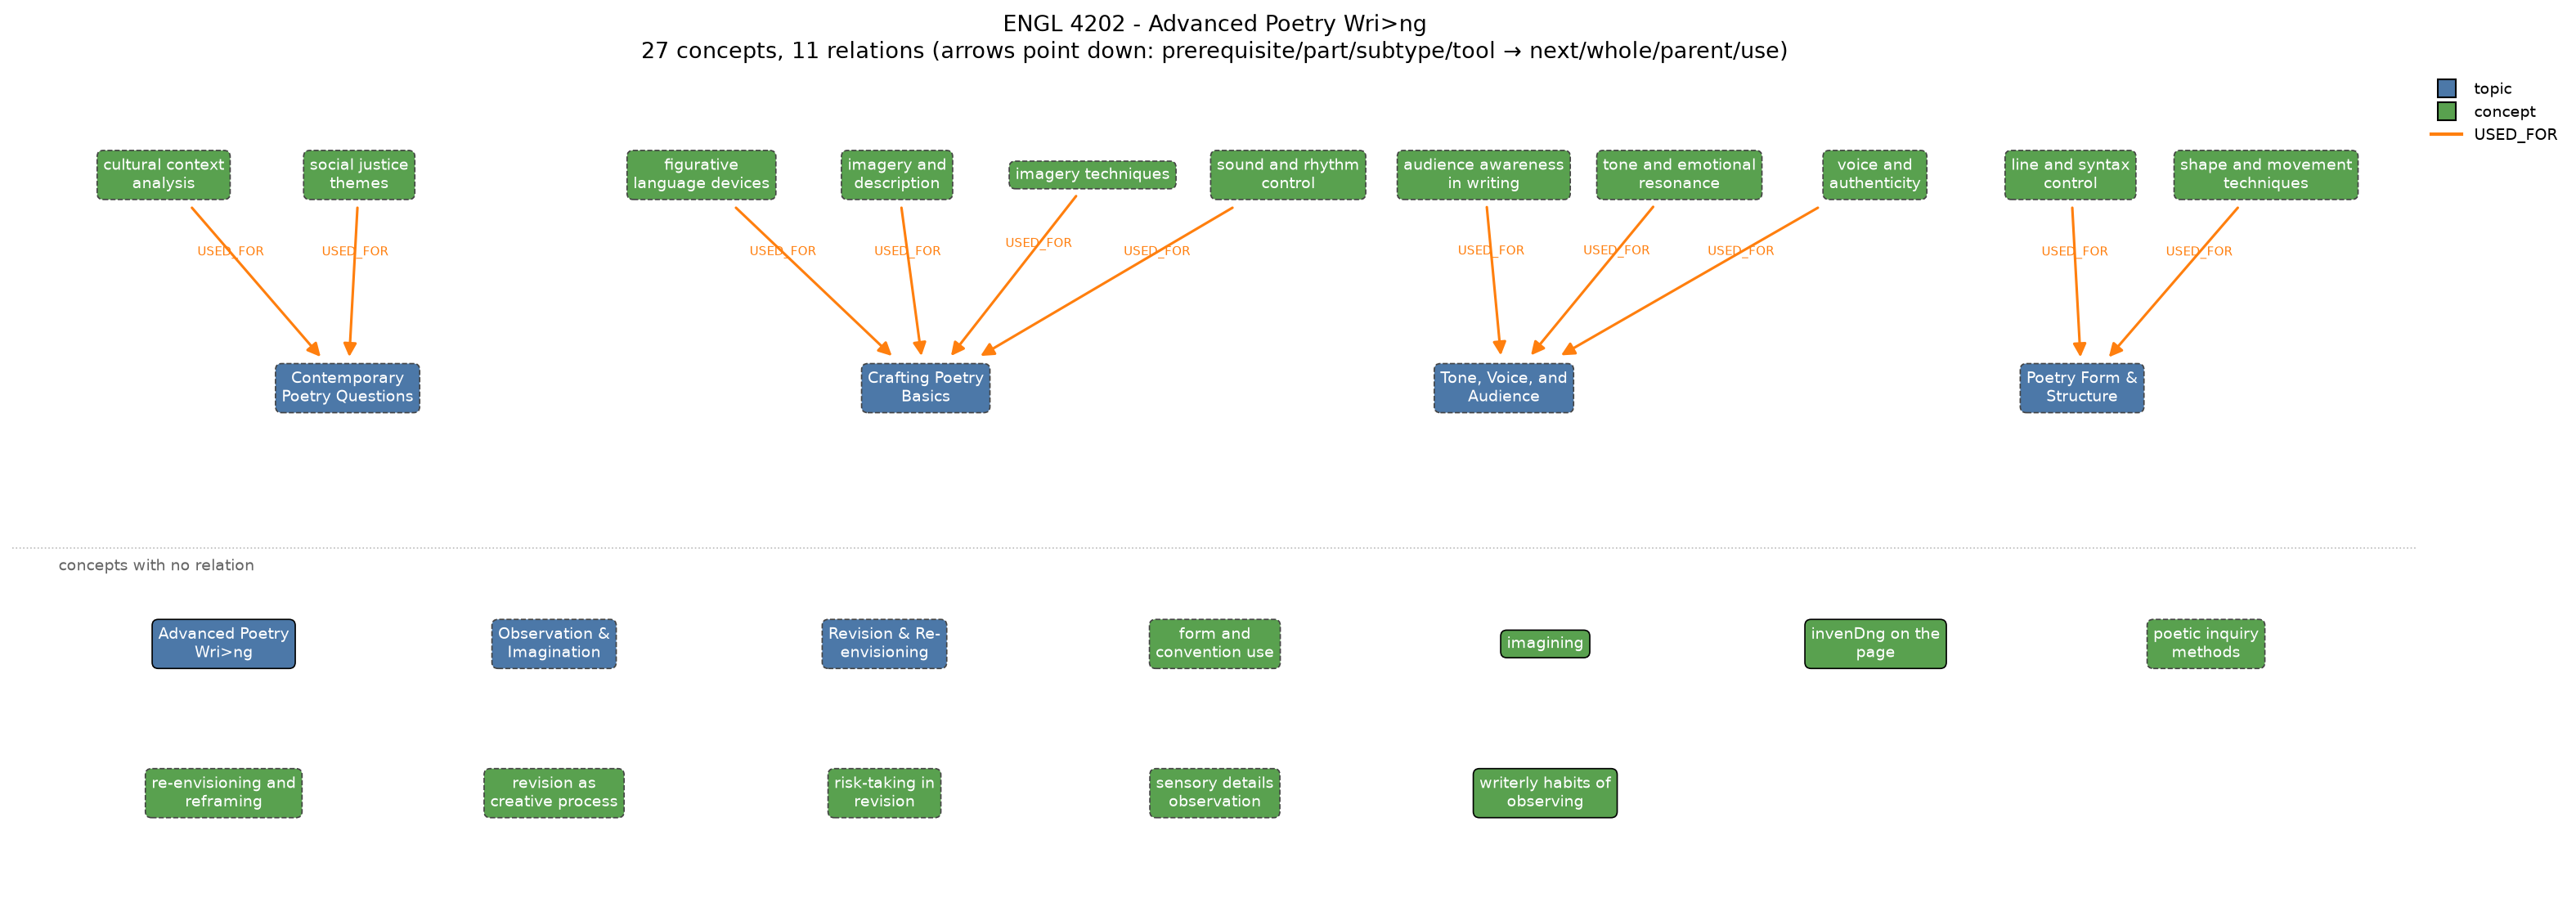 ENGL 4202 - Advanced Poetry Wri>ng
27 concepts, 11 relations (arrows point down: prerequisite/part/subtype/tool → next/whole/parent/use)
topic
concept
USED_FOR
cultural context
analysis
social justice
themes
figurative
language devices
imagery and
description
imagery techniques
sound and rhythm
control
audience awareness
in writing
tone and emotional
resonance
voice and
authenticity
line and syntax
control
shape and movement
techniques
USED_FOR
USED_FOR
USED_FOR
USED_FOR
USED_FOR
USED_FOR
USED_FOR
USED_FOR
USED_FOR
USED_FOR
USED_FOR
Contemporary
Poetry Questions
Crafting Poetry
Basics
Tone, Voice, and
Audience
Poetry Form &
Structure
concepts with no relation
Advanced Poetry
Wri>ng
Observation &
Imagination
Revision & Re-
envisioning
form and
convention use
imagining
invenDng on the
page
poetic inquiry
methods
re-envisioning and
reframing
revision as
creative process
risk-taking in
revision
sensory details
observation
writerly habits of
observing